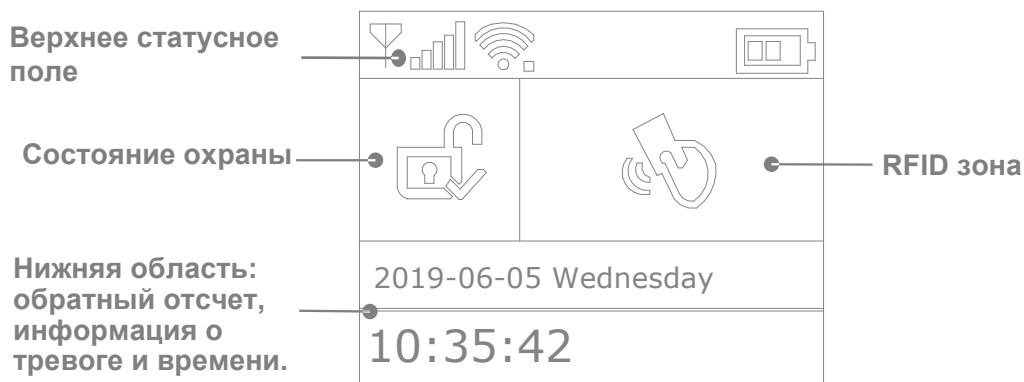 Верхнее статусное
поле
Состояние охраны
RFID зона
Нижняя область:
обратный отсчет,
информация о
тревоге и времени.
2019-06-05 Wednesday
10:35:42